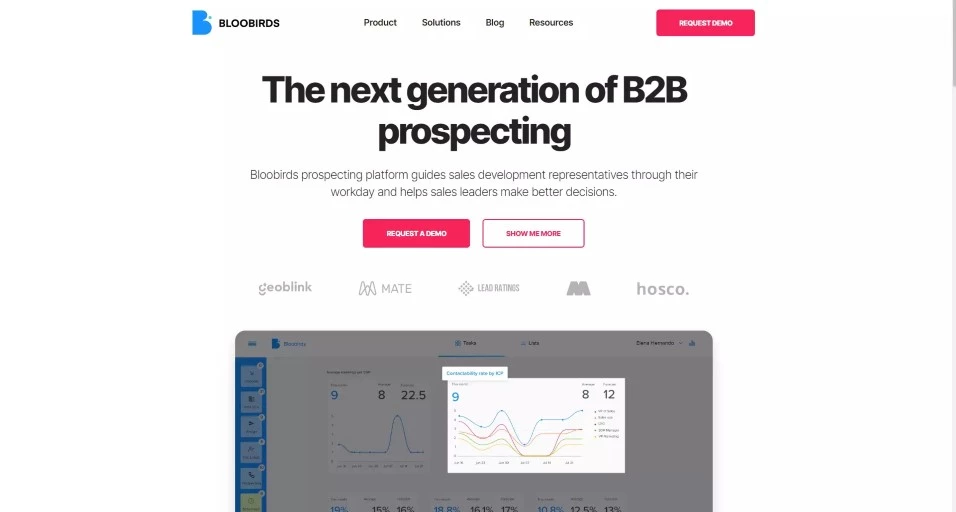 BLOOBIRDS
Product Solutions Blog Resources
REQUEST DEMO
The next generation of B2B
prospecting
Bloobirds prospecting platform guides sales development representatives through their
workday and helps sales leaders make better decisions.
REQUEST A DEMO
SHOW ME MORE
geoblink
MATE
LEAD RATINGS
hosco.
Bloobirds
Tasks
Lists
Elena Hernando
9 8 22.5
Contactability rate by ICP
Average
9 8 12
19% 15% 16%
18.8% 16.1% 17%
10.8% 12.5% 13%